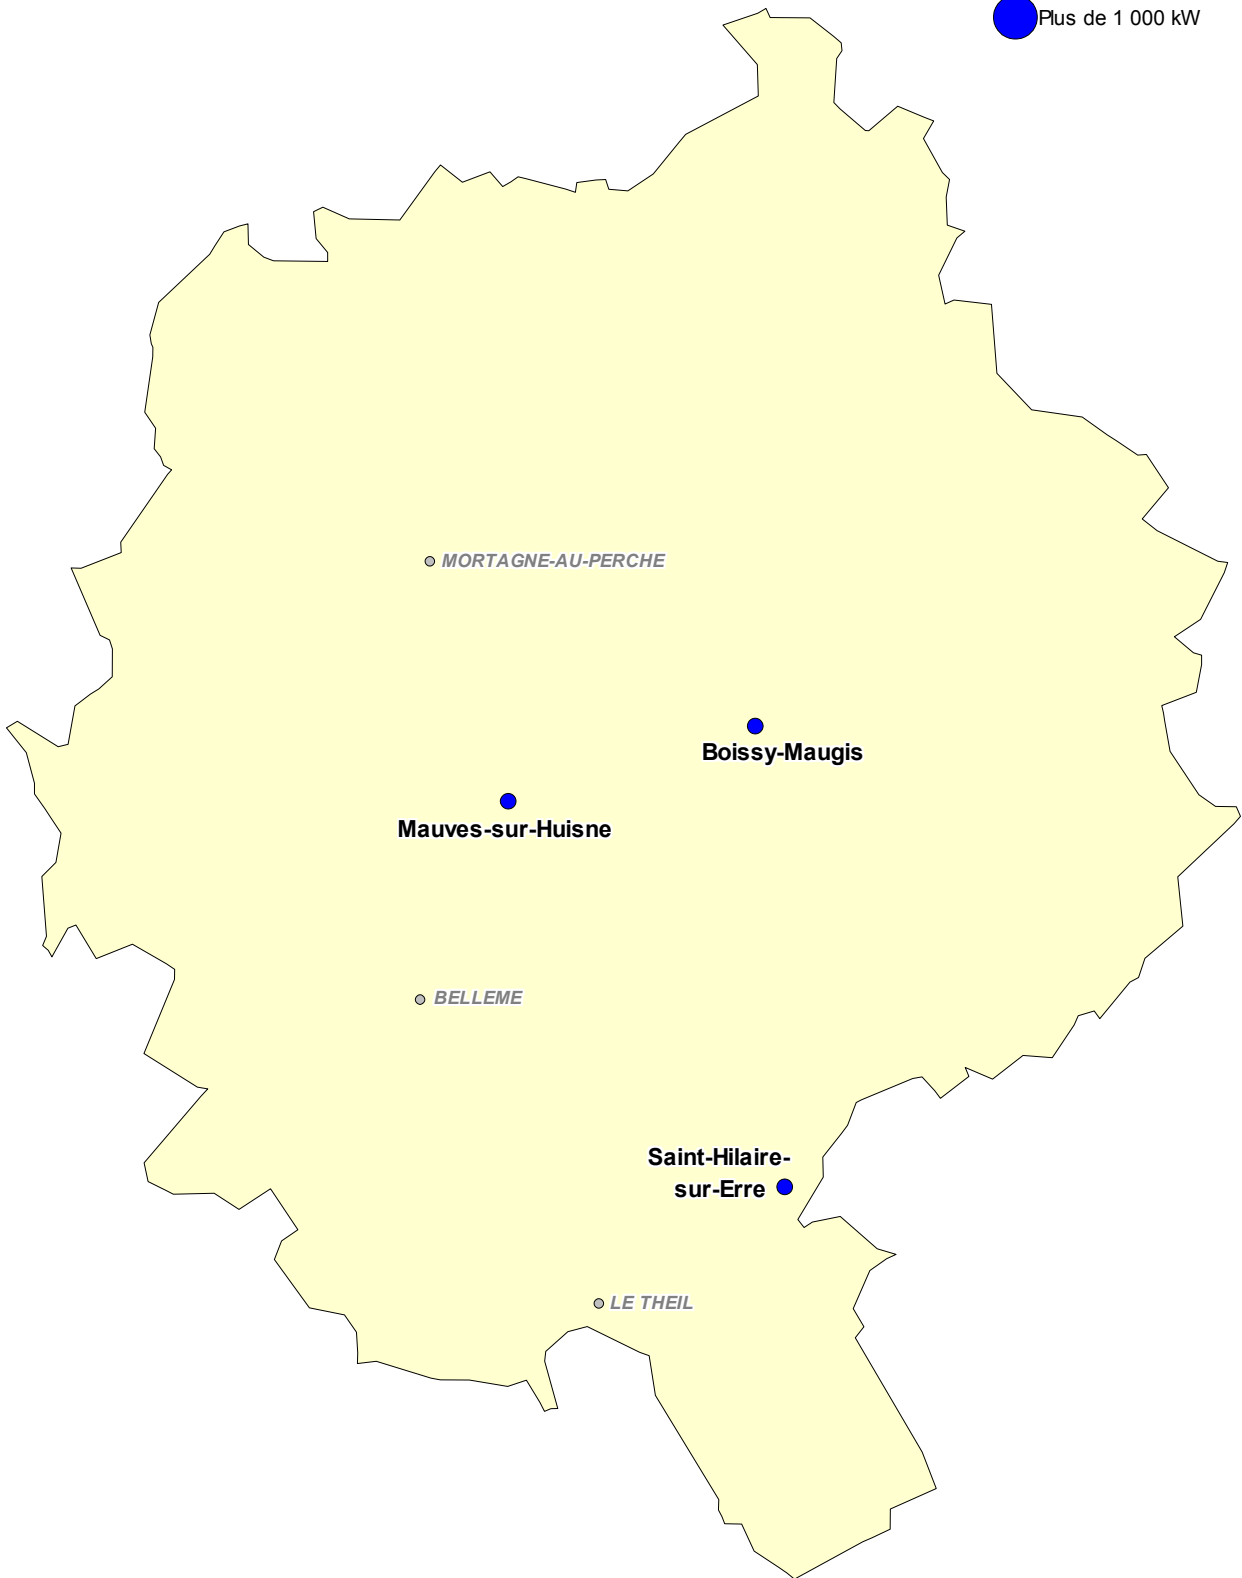 Plus de 1 000 kW
MORTAGNE-AU-PERCHE
Boissy-Maugis
Mauves-sur-Huisne
BELLEME
Saint-Hilaire-
sur-Erre
LE THEIL